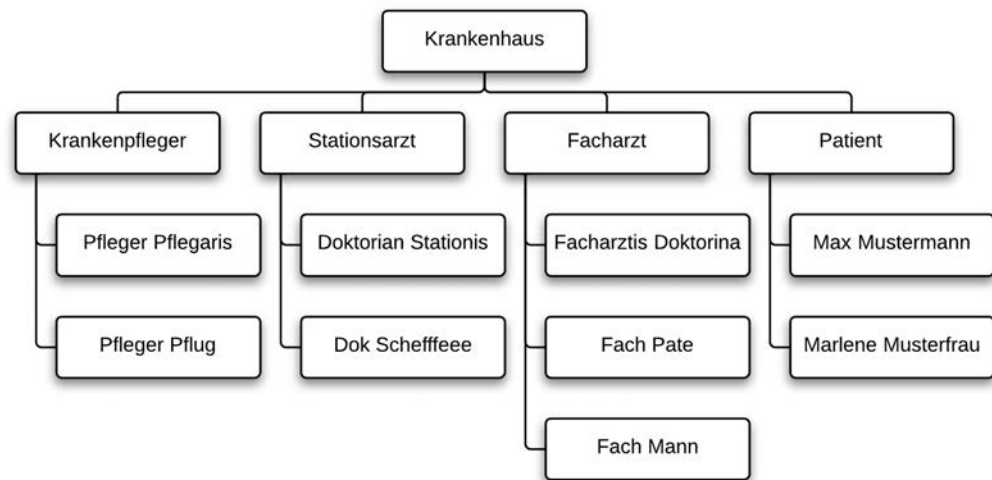 Krankenhaus
Krankenpfleger
Stationsarzt
Facharzt
Patient
Pfleger Pflegaris
Doktorian Stationis
Facharztis Doktorina
Max Mustermann
Pfleger Pflug
Dok Schefffeee
Fach Pate
Marlene Musterfrau
Fach Mann